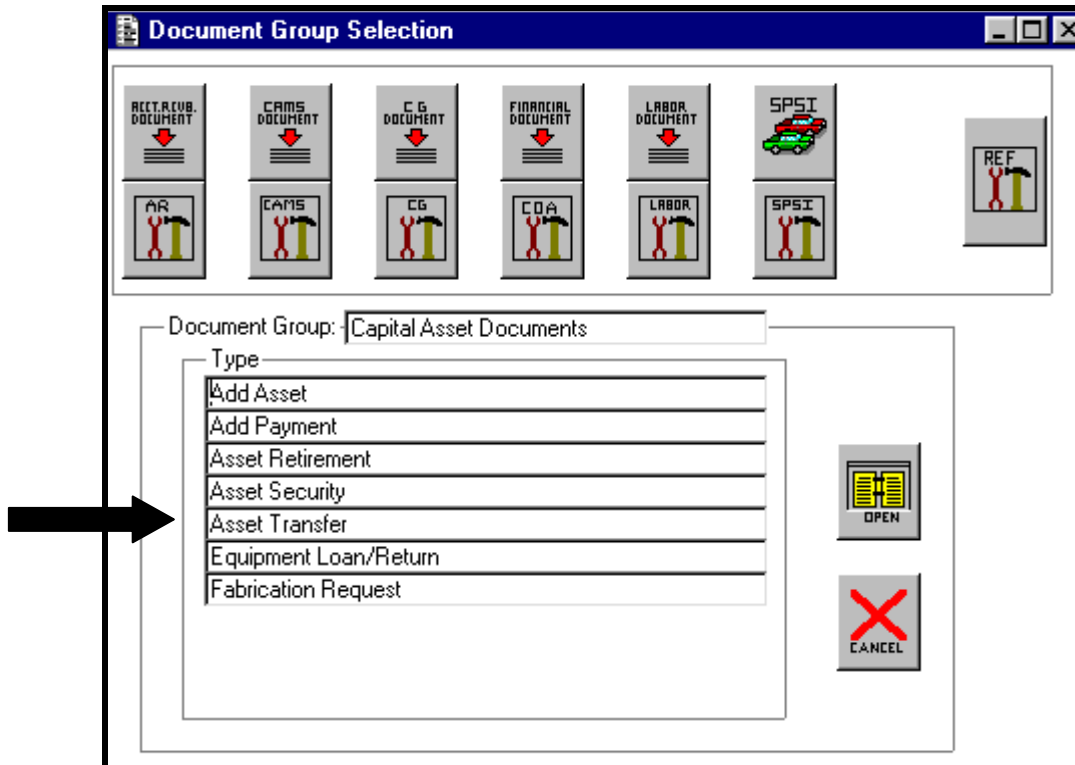 Document Group Selection
ACCT.RCVB. DOCUMENT
CAMS DOCUMENT
C G DOCUMENT
FINANCIAL DOCUMENT
LABOR DOCUMENT
SPSI
REF
AR
CAMS
CG
COA
LABOR
SPSI
Document Group: Capital Asset Documents
Type
Add Asset
Add Payment
Asset Retirement
Asset Security
Asset Transfer
Equipment Loan/Return
Fabrication Request
OPEN
CANCEL